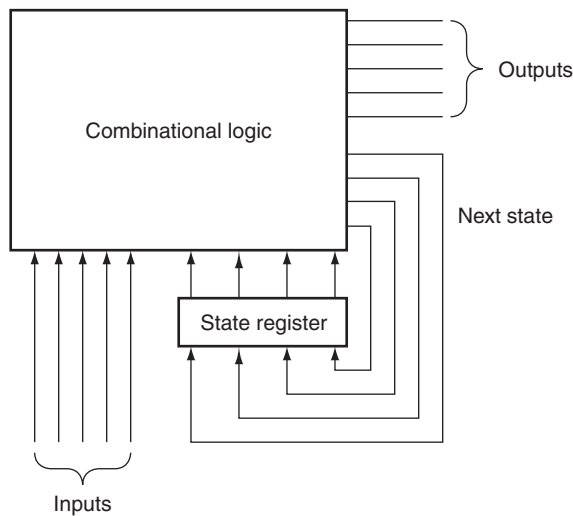 Outputs
Combinational logic
Next state
State register
Inputs